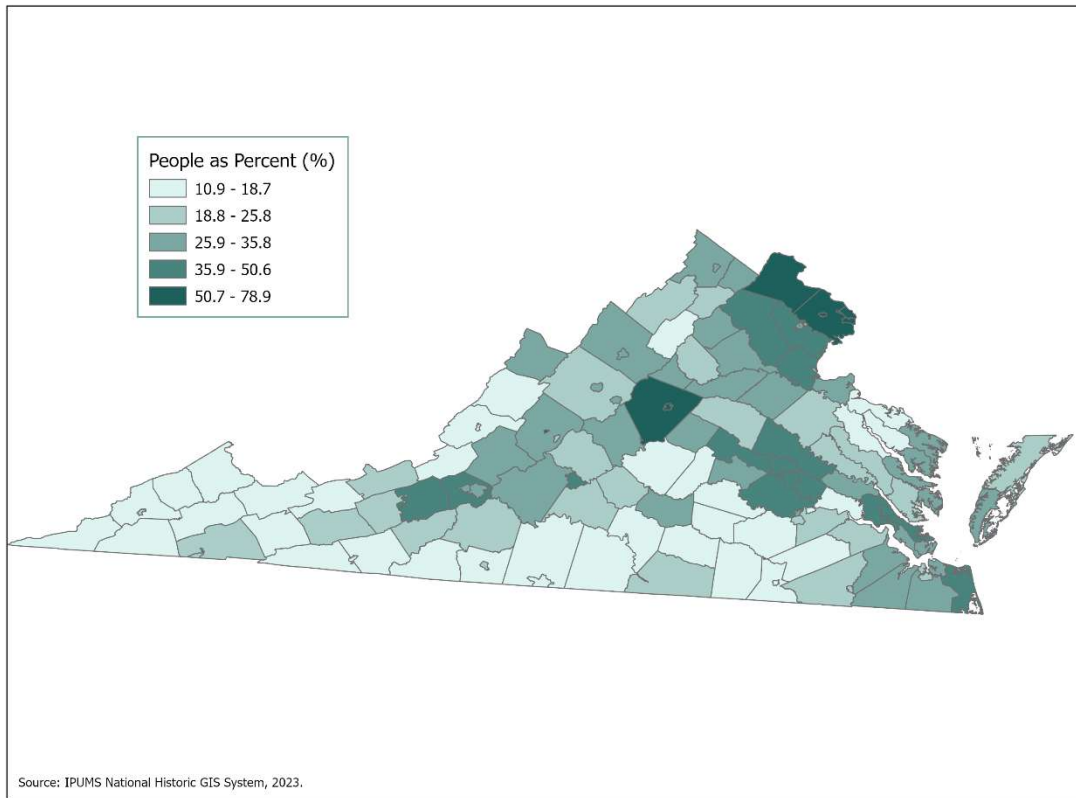 People as Percent (%)
10.9 - 18.7
18.8 - 25.8
25.9 - 35.8
35.9 - 50.6
50.7 - 78.9
Source: IPUMS National Historic GIS System, 2023.